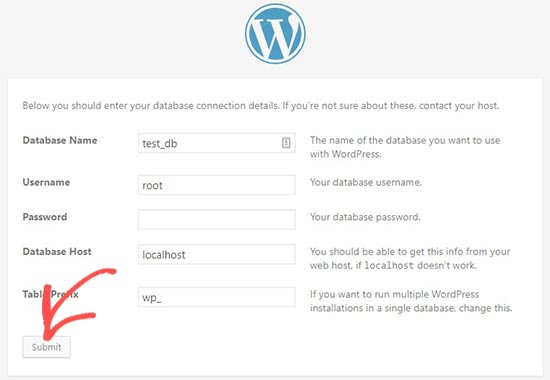 Below you should enter your database connection details. If you're not sure about these, contact your host.
Database Name
test_db
The name of the database you want to use
with WordPress.
Username
root
Your database username.
Password
Your database password.
Database Host
localhost
You should be able to get this info from your
web host, if localhost doesn't work.
Table Prefix
wp_
If you want to run multiple WordPress
installations in a single database, change this.
Submit